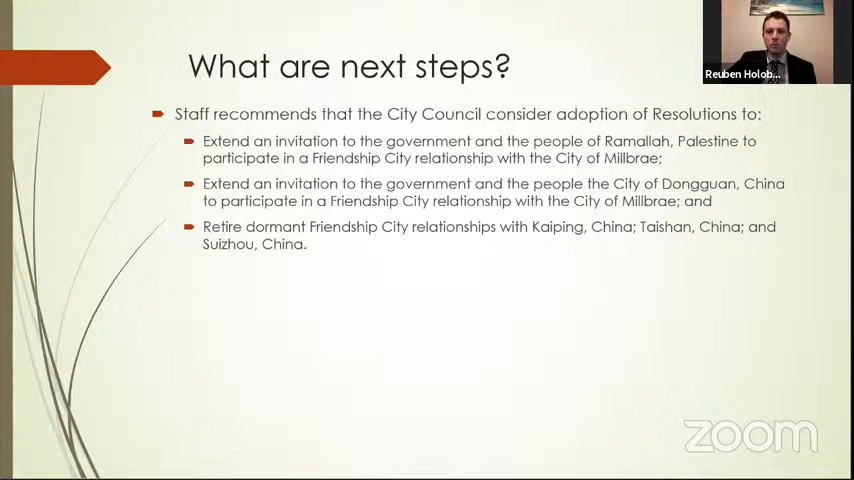 What are next steps?
Reuben Holob...
Staff recommends that the City Council consider adoption of Resolutions to:
Extend an invitation to the government and the people of Ramallah, Palestine to
participate in a Friendship City relationship with the City of Millbrae;
Extend an invitation to the government and the people the City of Dongguan, China
to participate in a Friendship City relationship with the City of Millbrae; and
Retire dormant Friendship City relationships with Kaiping, China; Taishan, China; and
Suizhou, China.
zoom